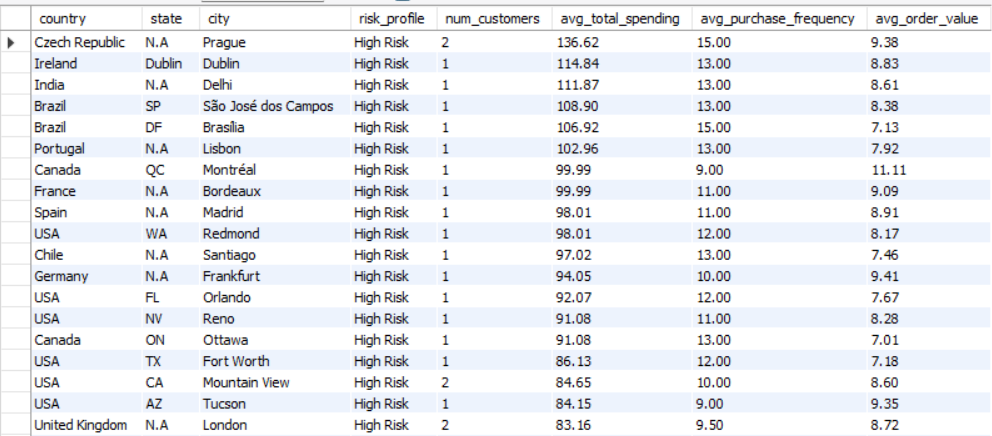 country state city risk_profile num_customers avg_total_spending avg_purchase_frequency avg_order_value
Czech Republic N.A Prague High Risk 2 136.62 15.00 9.38
Ireland Dublin Dublin High Risk 1 114.84 13.00 8.83
India N.A Delhi High Risk 1 111.87 13.00 8.61
Brazil SP São José dos Campos High Risk 1 108.90 13.00 8.38
Brazil DF Brasília High Risk 1 106.92 15.00 7.13
Portugal N.A Lisbon High Risk 1 102.96 13.00 7.92
Canada QC Montréal High Risk 1 99.99 9.00 11.11
France N.A Bordeaux High Risk 1 99.99 11.00 9.09
Spain N.A Madrid High Risk 1 98.01 11.00 8.91
USA WA Redmond High Risk 1 98.01 12.00 8.17
Chile N.A Santiago High Risk 1 97.02 13.00 7.46
Germany N.A Frankfurt High Risk 1 94.05 10.00 9.41
USA FL Orlando High Risk 1 92.07 12.00 7.67
USA NV Reno High Risk 1 91.08 11.00 8.28
Canada ON Ottawa High Risk 1 91.08 13.00 7.01
USA TX Fort Worth High Risk 1 86.13 12.00 7.18
USA CA Mountain View High Risk 2 84.65 10.00 8.60
USA AZ Tucson High Risk 1 84.15 9.00 9.35
United Kingdom N.A London High Risk 2 83.16 9.50 8.72